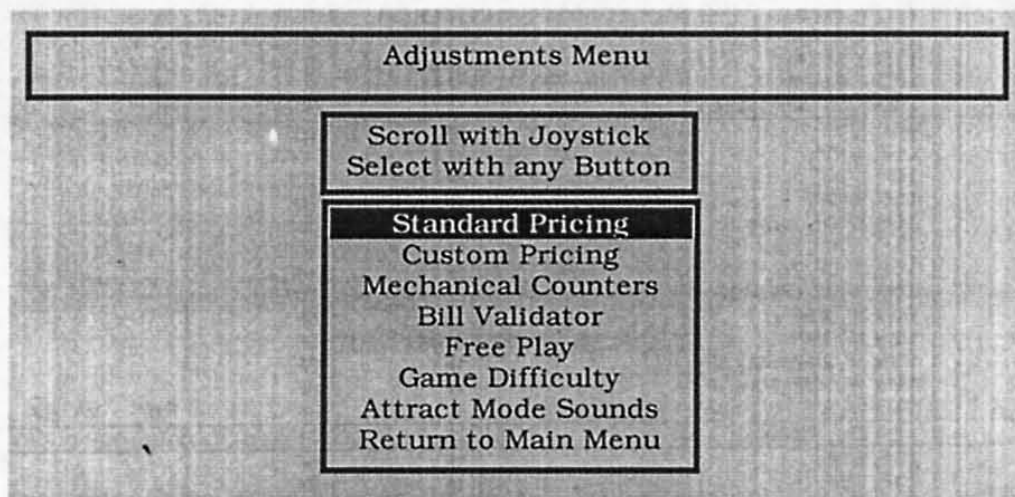 Adjustments Menu
Scroll with Joystick
Select with any Button
Standard Pricing
Custom Pricing
Mechanical Counters
Bill Validator
Free Play
Game Difficulty
Attract Mode Sounds
Return to Main Menu